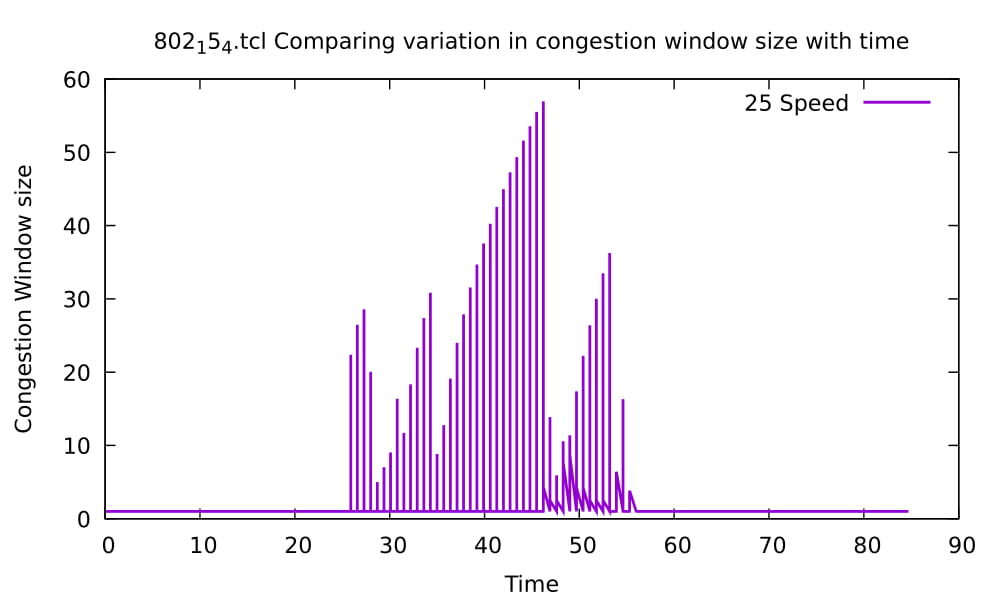 802₁5₄.tcl Comparing variation in congestion window size with time
25 Speed
60
50
40
30
20
10
0
Congestion Window size
0 10 20 30 40 50 60 70 80 90
Time